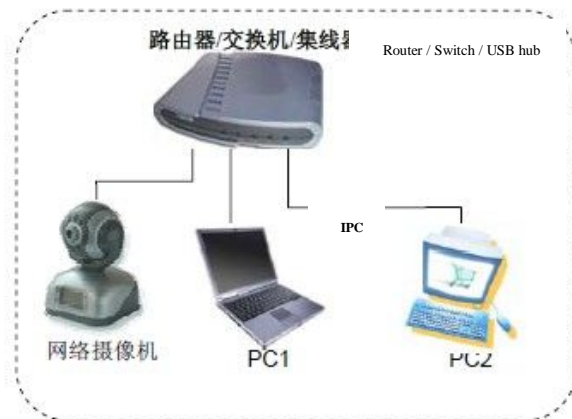 路由器/交换机/集线器
Router / Switch / USB hub
IPC
网络摄像机
PC1
PC2